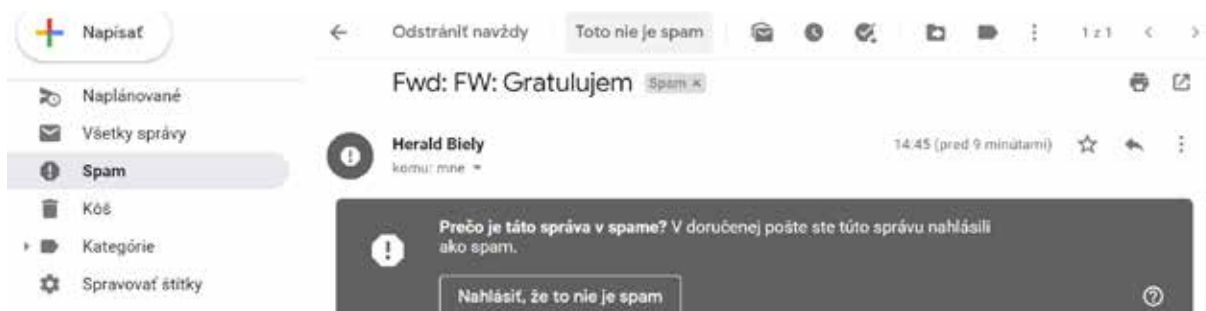 Napísať
Naplánované
Všetky správy
Spam
Kôš
Kategórie
Spravovať štítky
Odstrániť navždy Toto nie je spam 1 z 1
Fwd: FW: Gratulujem Spam ×
Herald Biely 14:45 (pred 9 minútami)
komu: mne
Prečo je táto správa v spame? V doručenej pošte ste túto správu nahlásili
ako spam.
Nahlásiť, že to nie je spam